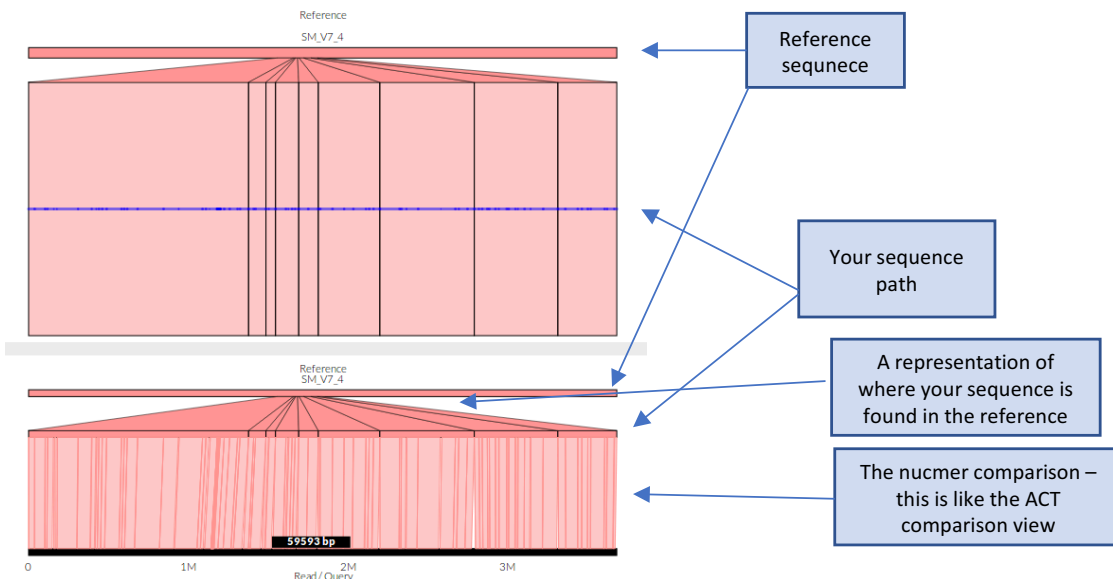 Reference
SM_V7_4
Reference
sequnece
Your sequence
path
Reference
SM_V7_4
A representation of
where your sequence is
found in the reference
The nucmer comparison –
this is like the ACT
comparison view
59593 bp
0
1M
2M
3M
Read / Query